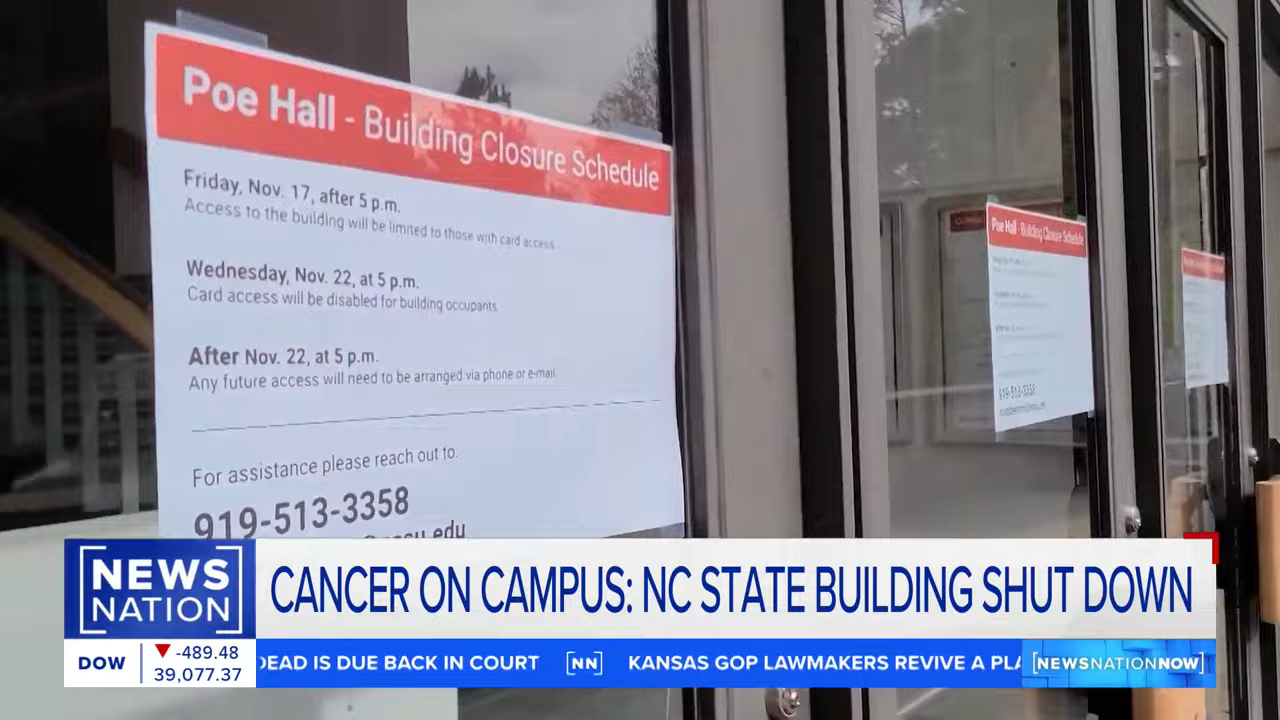 Poe Hall - Building Closure Schedule
Friday, Nov. 17, after 5 p.m.
Access to the building will be limited to those with card access
Wednesday, Nov. 22, at 5 p.m.
Card access will be disabled for building occupants
After Nov. 22, at 5 p.m.
Any future access will need to be arranged via phone or e-mail
For assistance please reach out to:
919-513-3358
Poe Hall - Building Closure Schedule
919-513-3358
NEWS
NATION
CANCER ON CAMPUS: NC STATE BUILDING SHUT DOWN
DOW
-489.48
39,077.37
DEAD IS DUE BACK IN COURT [NN] KANSAS GOP LAWMAKERS REVIVE A PLA
[NEWSNATIONNOW]